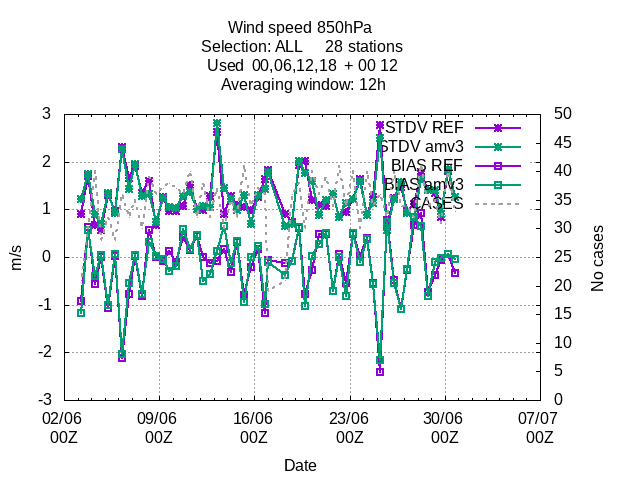 Wind speed 850hPa
Selection: ALL 28 stations
Used 00,06,12,18 + 00 12
Averaging window: 12h
3
2
1
0
-1
-2
-3
50
45
40
35
30
25
20
15
10
5
0
STDV REF
STDV amv3
BIAS REF
BIAS amv3
CASES
m/s
No cases
02/06 09/06 16/06 23/06 30/06 07/07
00Z 00Z 00Z 00Z 00Z 00Z
Date